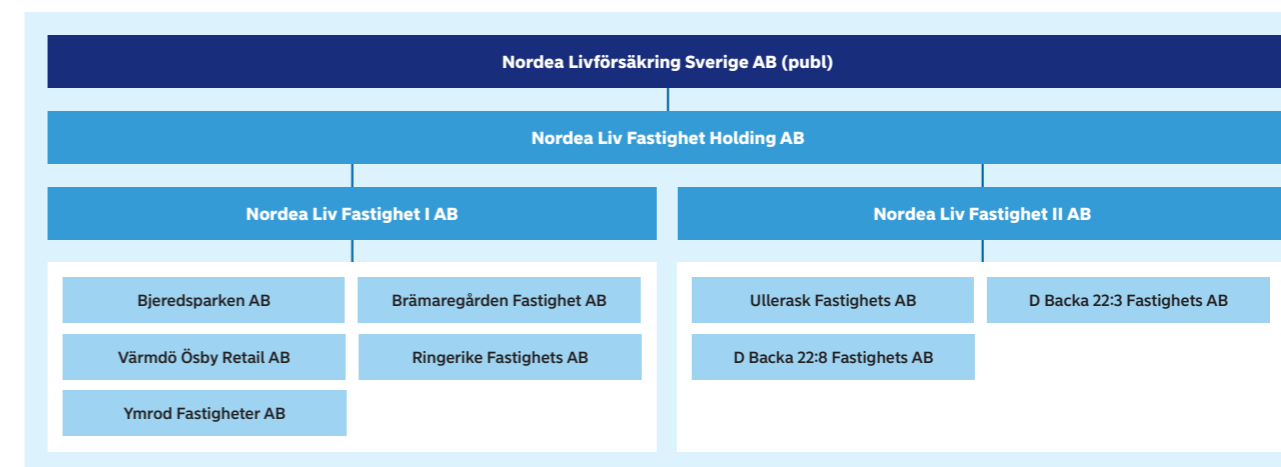 Nordea Livförsäkring Sverige AB (publ)
Nordea Liv Fastighet Holding AB
Nordea Liv Fastighet I AB
Nordea Liv Fastighet II AB
Bjeredsparken AB
Brämaregården Fastighet AB
Värmdö Ösby Retail AB
Ringerike Fastighets AB
Ymrod Fastigheter AB
Ullerask Fastighets AB
D Backa 22:3 Fastighets AB
D Backa 22:8 Fastighets AB